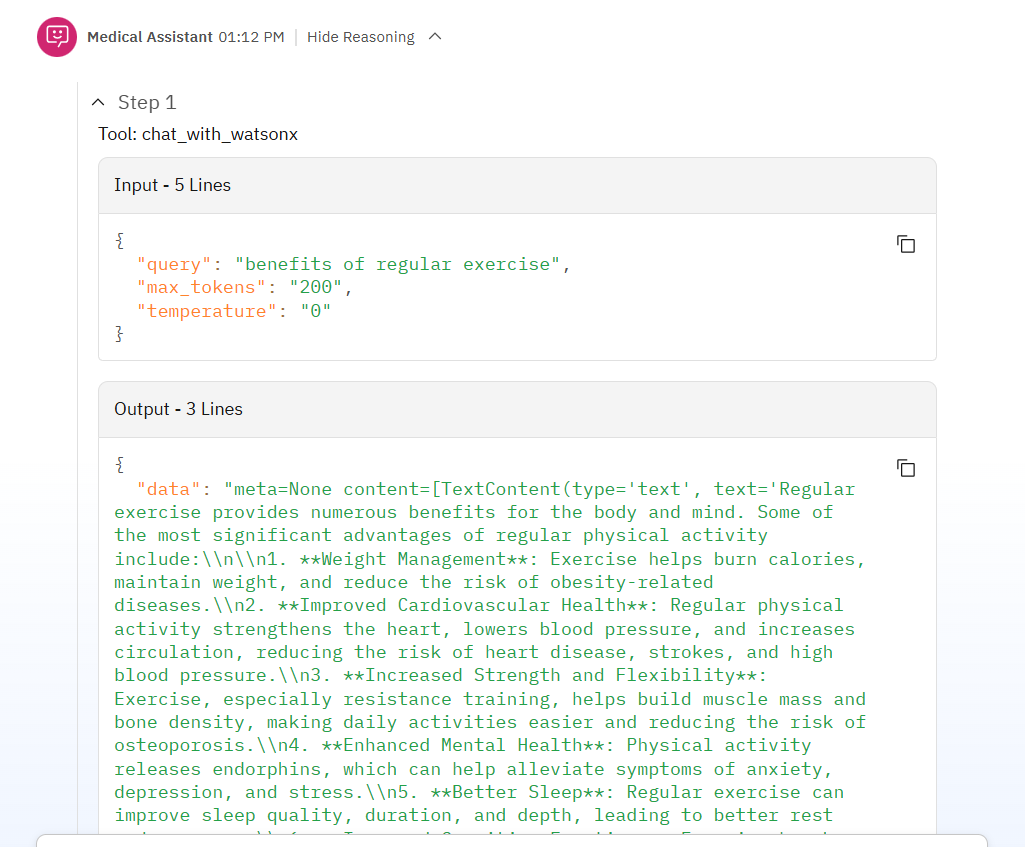 Medical Assistant 01:12 PM | Hide Reasoning
Step 1
Tool: chat_with_watsonx
Input - 5 Lines
{
  "query": "benefits of regular exercise",
  "max_tokens": "200",
  "temperature": "0"
}
Output - 3 Lines
{
  "data": "meta=None content=[TextContent(type='text', text='Regular
exercise provides numerous benefits for the body and mind. Some of
the most significant advantages of regular physical activity
include:\\n\\n1. **Weight Management**: Exercise helps burn calories,
maintain weight, and reduce the risk of obesity-related
diseases.\\n2. **Improved Cardiovascular Health**: Regular physical
activity strengthens the heart, lowers blood pressure, and increases
circulation, reducing the risk of heart disease, strokes, and high
blood pressure.\\n3. **Increased Strength and Flexibility**:
Exercise, especially resistance training, helps build muscle mass and
bone density, making daily activities easier and reducing the risk of
osteoporosis.\\n4. **Enhanced Mental Health**: Physical activity
releases endorphins, which can help alleviate symptoms of anxiety,
depression, and stress.\\n5. **Better Sleep**: Regular exercise can
improve sleep quality, duration, and depth, leading to better rest